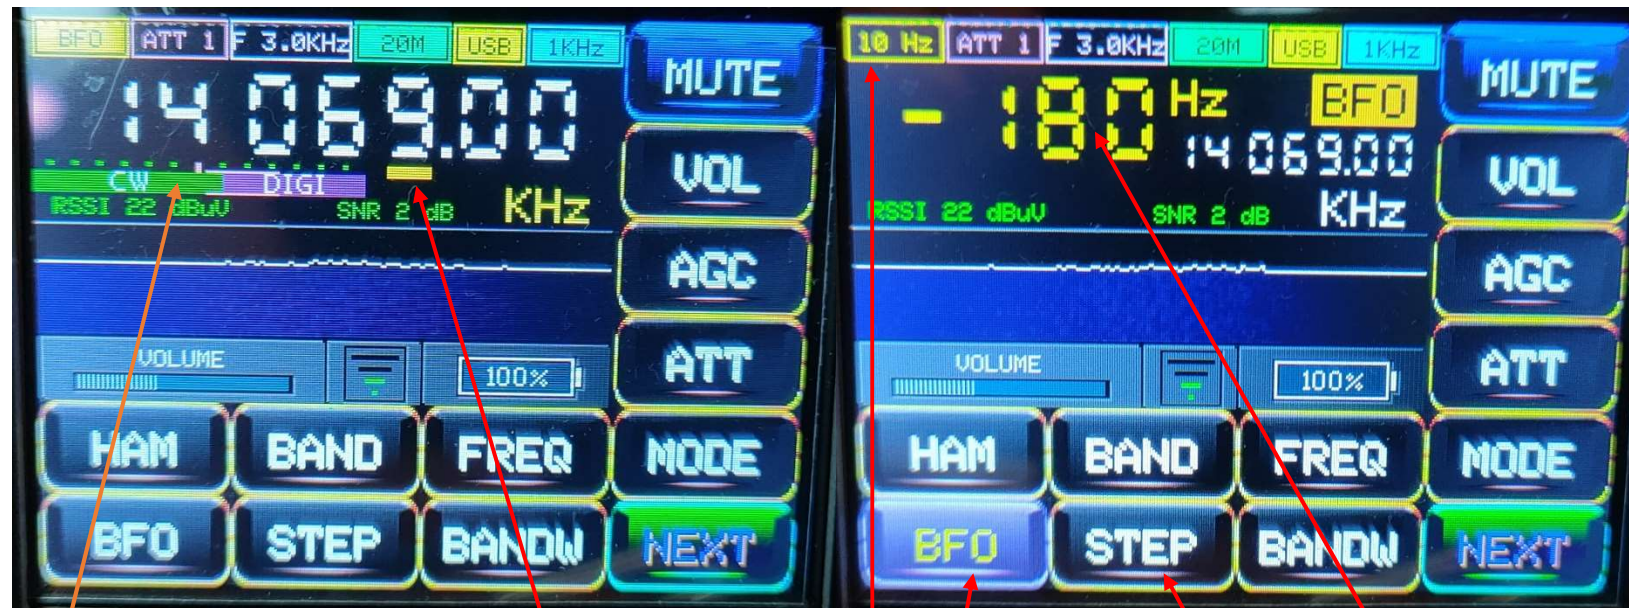 BFO ATT 1 F 3.0KHz 20M USB 1KHz
MUTE
14 069.00
CW DIGI
RSSI 22 dBuV SNR 2 dB KHz
VOL
AGC
VOLUME
100%
ATT
HAM BAND FREQ MODE
BFO STEP BANDW NEXT
10 Hz ATT 1 F 3.0KHz 20M USB 1KHz
MUTE
- 180 Hz BFO
14 069.00
RSSI 22 dBuV SNR 2 dB KHz
VOL
AGC
VOLUME
100%
ATT
HAM BAND FREQ MODE
BFO STEP BANDW NEXT